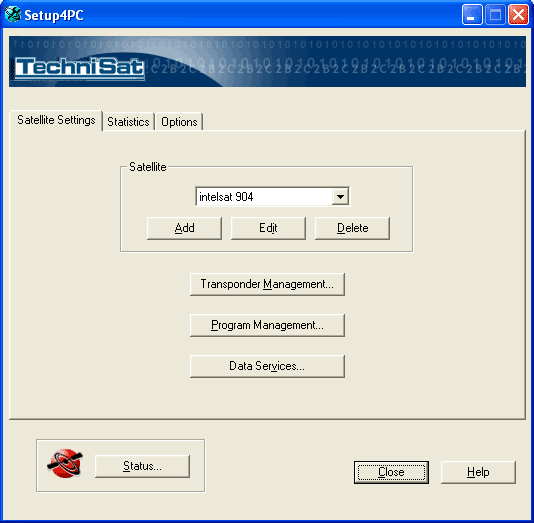 Setup4PC
TechniSat
Satellite Settings
Statistics
Options
Satellite
intelsat 904
Add
Edit
Delete
Transponder Management...
Program Management...
Data Services...
Status...
Close
Help